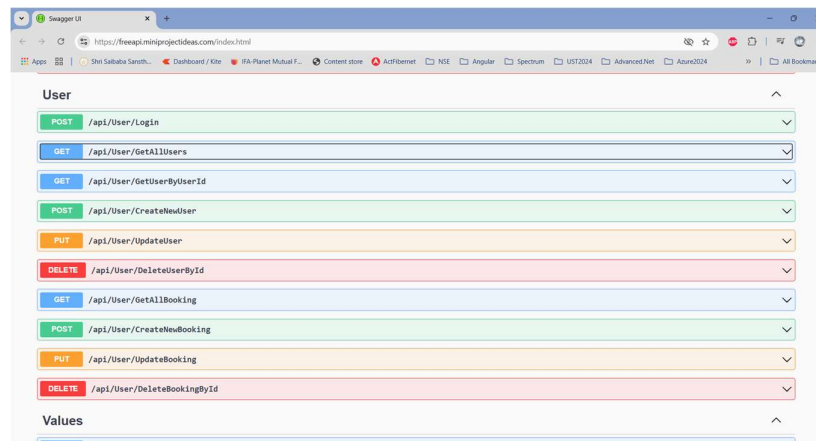 Swagger UI
https://freeapi.miniprojectideas.com/index.html
Apps Shri Saibaba Sansth... Dashboard / Kite IFA-Planet Mutual F... Content store ActFibernet NSE Angular Spectrum UST2024 Advanced.Net Azure2024 » All Bookmar
User
POST /api/User/Login
GET /api/User/GetAllUsers
GET /api/User/GetUserByUserId
POST /api/User/CreateNewUser
PUT /api/User/UpdateUser
DELETE /api/User/DeleteUserById
GET /api/User/GetAllBooking
POST /api/User/CreateNewBooking
PUT /api/User/UpdateBooking
DELETE /api/User/DeleteBookingById
Values